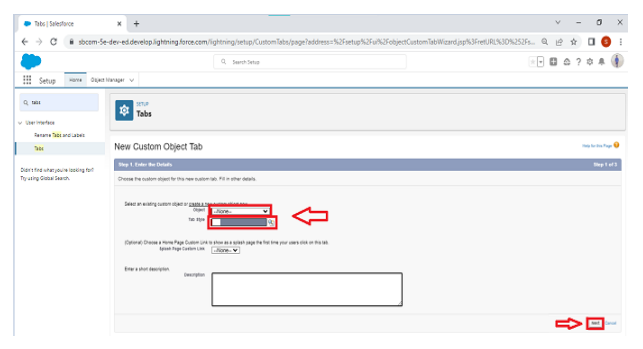 Tabs | Salesforce
sbcom-5e-dev-ed.develop.lightning.force.com/lightning/setup/CustomTabs/page?address=%2Fsetup%2Fui%2FcustomObjectTabWizard.jsp%3FretURL%3D%252Fs...
Search Setup
Setup
Home
Object Manager
tabs
SETUP
Tabs
User Interface
Rename Tabs and Labels
Tabs
Didn't find what you're looking for?
Try using Global Search.
New Custom Object Tab
Help for this Page
Step 1. Enter the Details
Step 1 of 3
Choose the custom object for this new custom tab. Fill in other details.
Select an existing custom object or create a new custom object now.
Object
--None--
Tab Style
(Optional) Choose a Home Page Custom Link to show as a splash page the first time your users click on this tab.
Splash Page Custom Link
--None--
Enter a short description.
Description
Next
Cancel